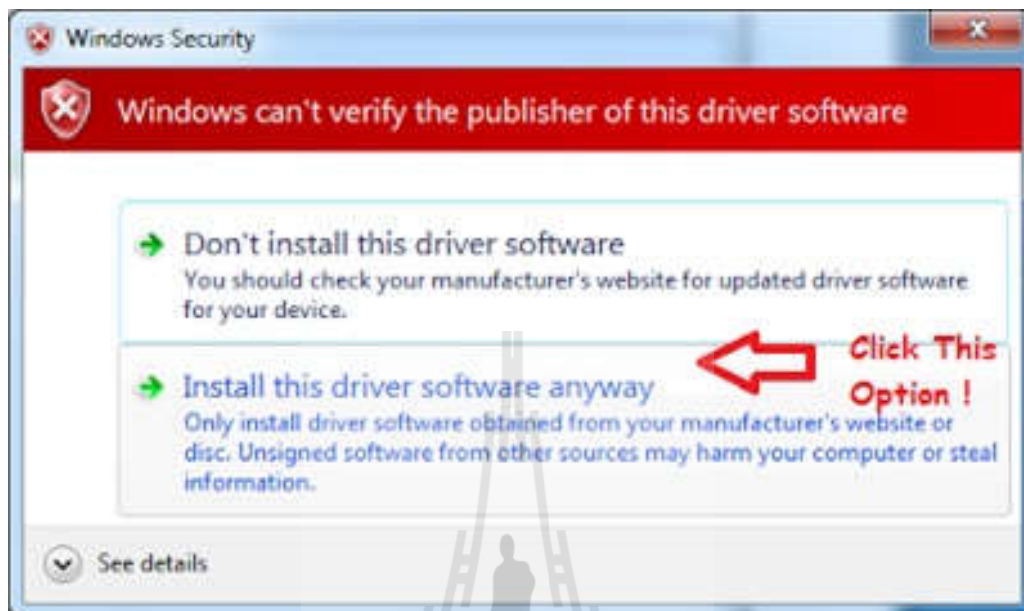 Windows Security
Windows can't verify the publisher of this driver software
Don't install this driver software
You should check your manufacturer's website for updated driver software
for your device.
Click This
Option !
Install this driver software anyway
Only install driver software obtained from your manufacturer's website or
disc. Unsigned software from other sources may harm your computer or steal
information.
See details